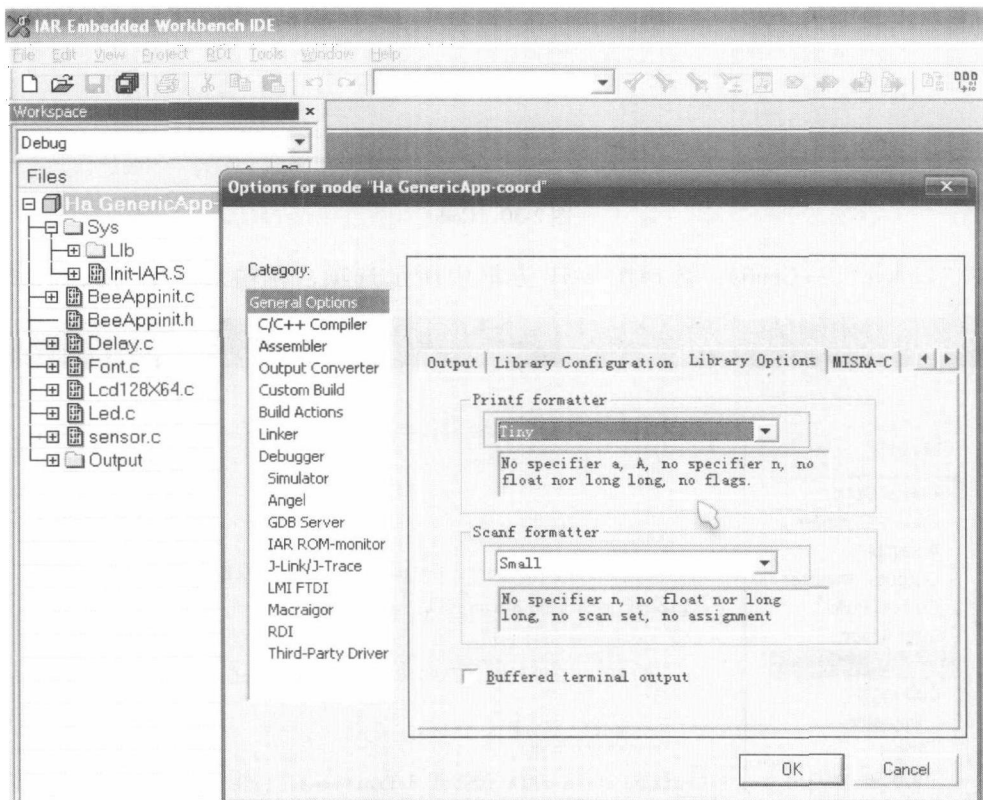 IAR Embedded Workbench IDE
File Edit View Project RDI Tools Window Help
Workspace
Debug
Files
Ha GenericApp-
Sys
LIb
Init-IAR.S
BeeAppinit.c
BeeAppinit.h
Delay.c
Font.c
Lcd128X64.c
Led.c
sensor.c
Output
Options for node "Ha GenericApp-coord"
Category:
General Options
C/C++ Compiler
Assembler
Output Converter
Custom Build
Build Actions
Linker
Debugger
Simulator
Angel
GDB Server
IAR ROM-monitor
J-Link/J-Trace
LMI FTDI
Macraigor
RDI
Third-Party Driver
Output Library Configuration Library Options MISRA-C
Printf formatter
Tiny
No specifier a, A, no specifier n, no
float nor long long, no flags.
Scanf formatter
Small
No specifier n, no float nor long
long, no scan set, no assignment
Buffered terminal output
OK Cancel